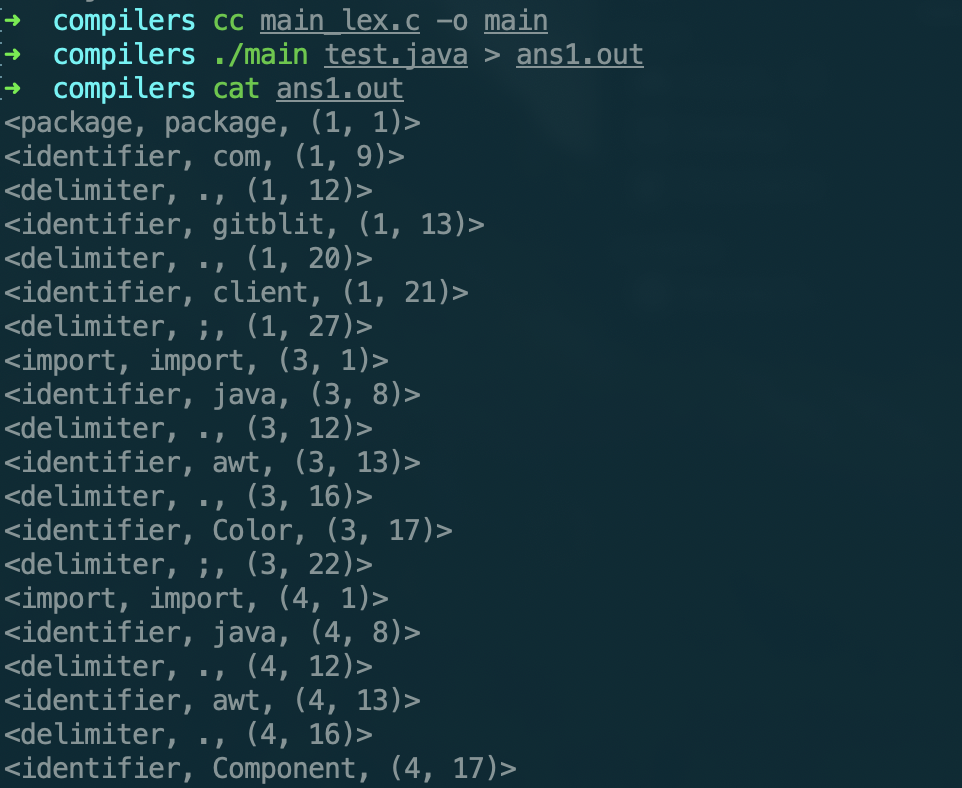 ➜  compilers cc main_lex.c -o main
➜  compilers ./main test.java > ans1.out
➜  compilers cat ans1.out
<package, package, (1, 1)>
<identifier, com, (1, 9)>
<delimiter, ., (1, 12)>
<identifier, gitblit, (1, 13)>
<delimiter, ., (1, 20)>
<identifier, client, (1, 21)>
<delimiter, ;, (1, 27)>
<import, import, (3, 1)>
<identifier, java, (3, 8)>
<delimiter, ., (3, 12)>
<identifier, awt, (3, 13)>
<delimiter, ., (3, 16)>
<identifier, Color, (3, 17)>
<delimiter, ;, (3, 22)>
<import, import, (4, 1)>
<identifier, java, (4, 8)>
<delimiter, ., (4, 12)>
<identifier, awt, (4, 13)>
<delimiter, ., (4, 16)>
<identifier, Component, (4, 17)>